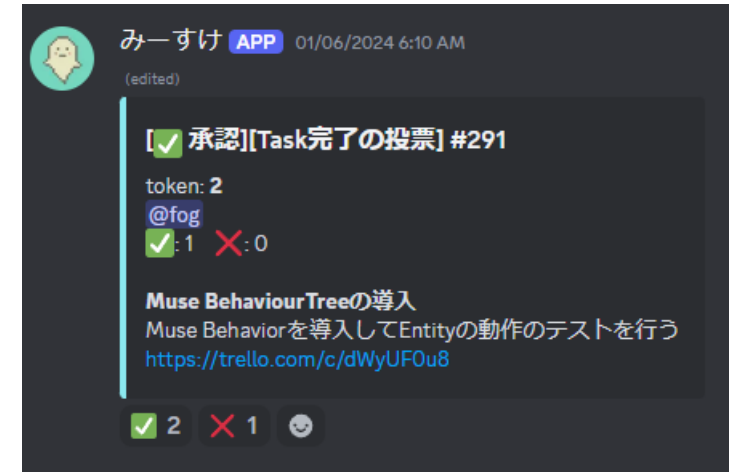 みーすけ APP 01/06/2024 6:10 AM
(edited)
[✅ 承認][Task完了の投票] #291
token: 2
@fog
✅: 1 ❌: 0
Muse BehaviourTreeの導入
Muse Behaviorを導入してEntityの動作のテストを行う
https://trello.com/c/dWyUF0u8
✅ 2 ❌ 1